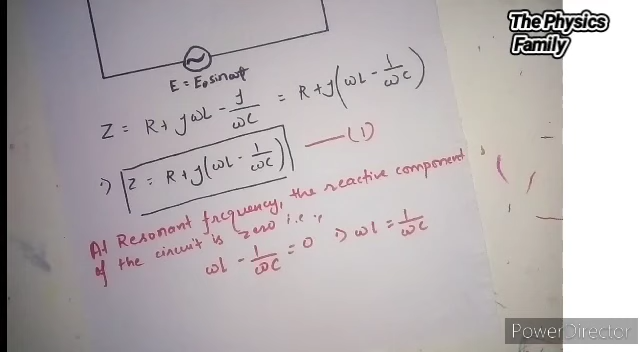 The Physics
Family
E = E₀sinωt
Z = R + jωL - j/ωC = R + j(ωL - 1/ωC)
⇒ Z = R + j(ωL - 1/ωC) —(1)
At Resonant frequency, the reactive component
of the circuit is zero i.e.,
ωL - 1/ωC = 0 ⇒ ωL = 1/ωC
PowerDirector